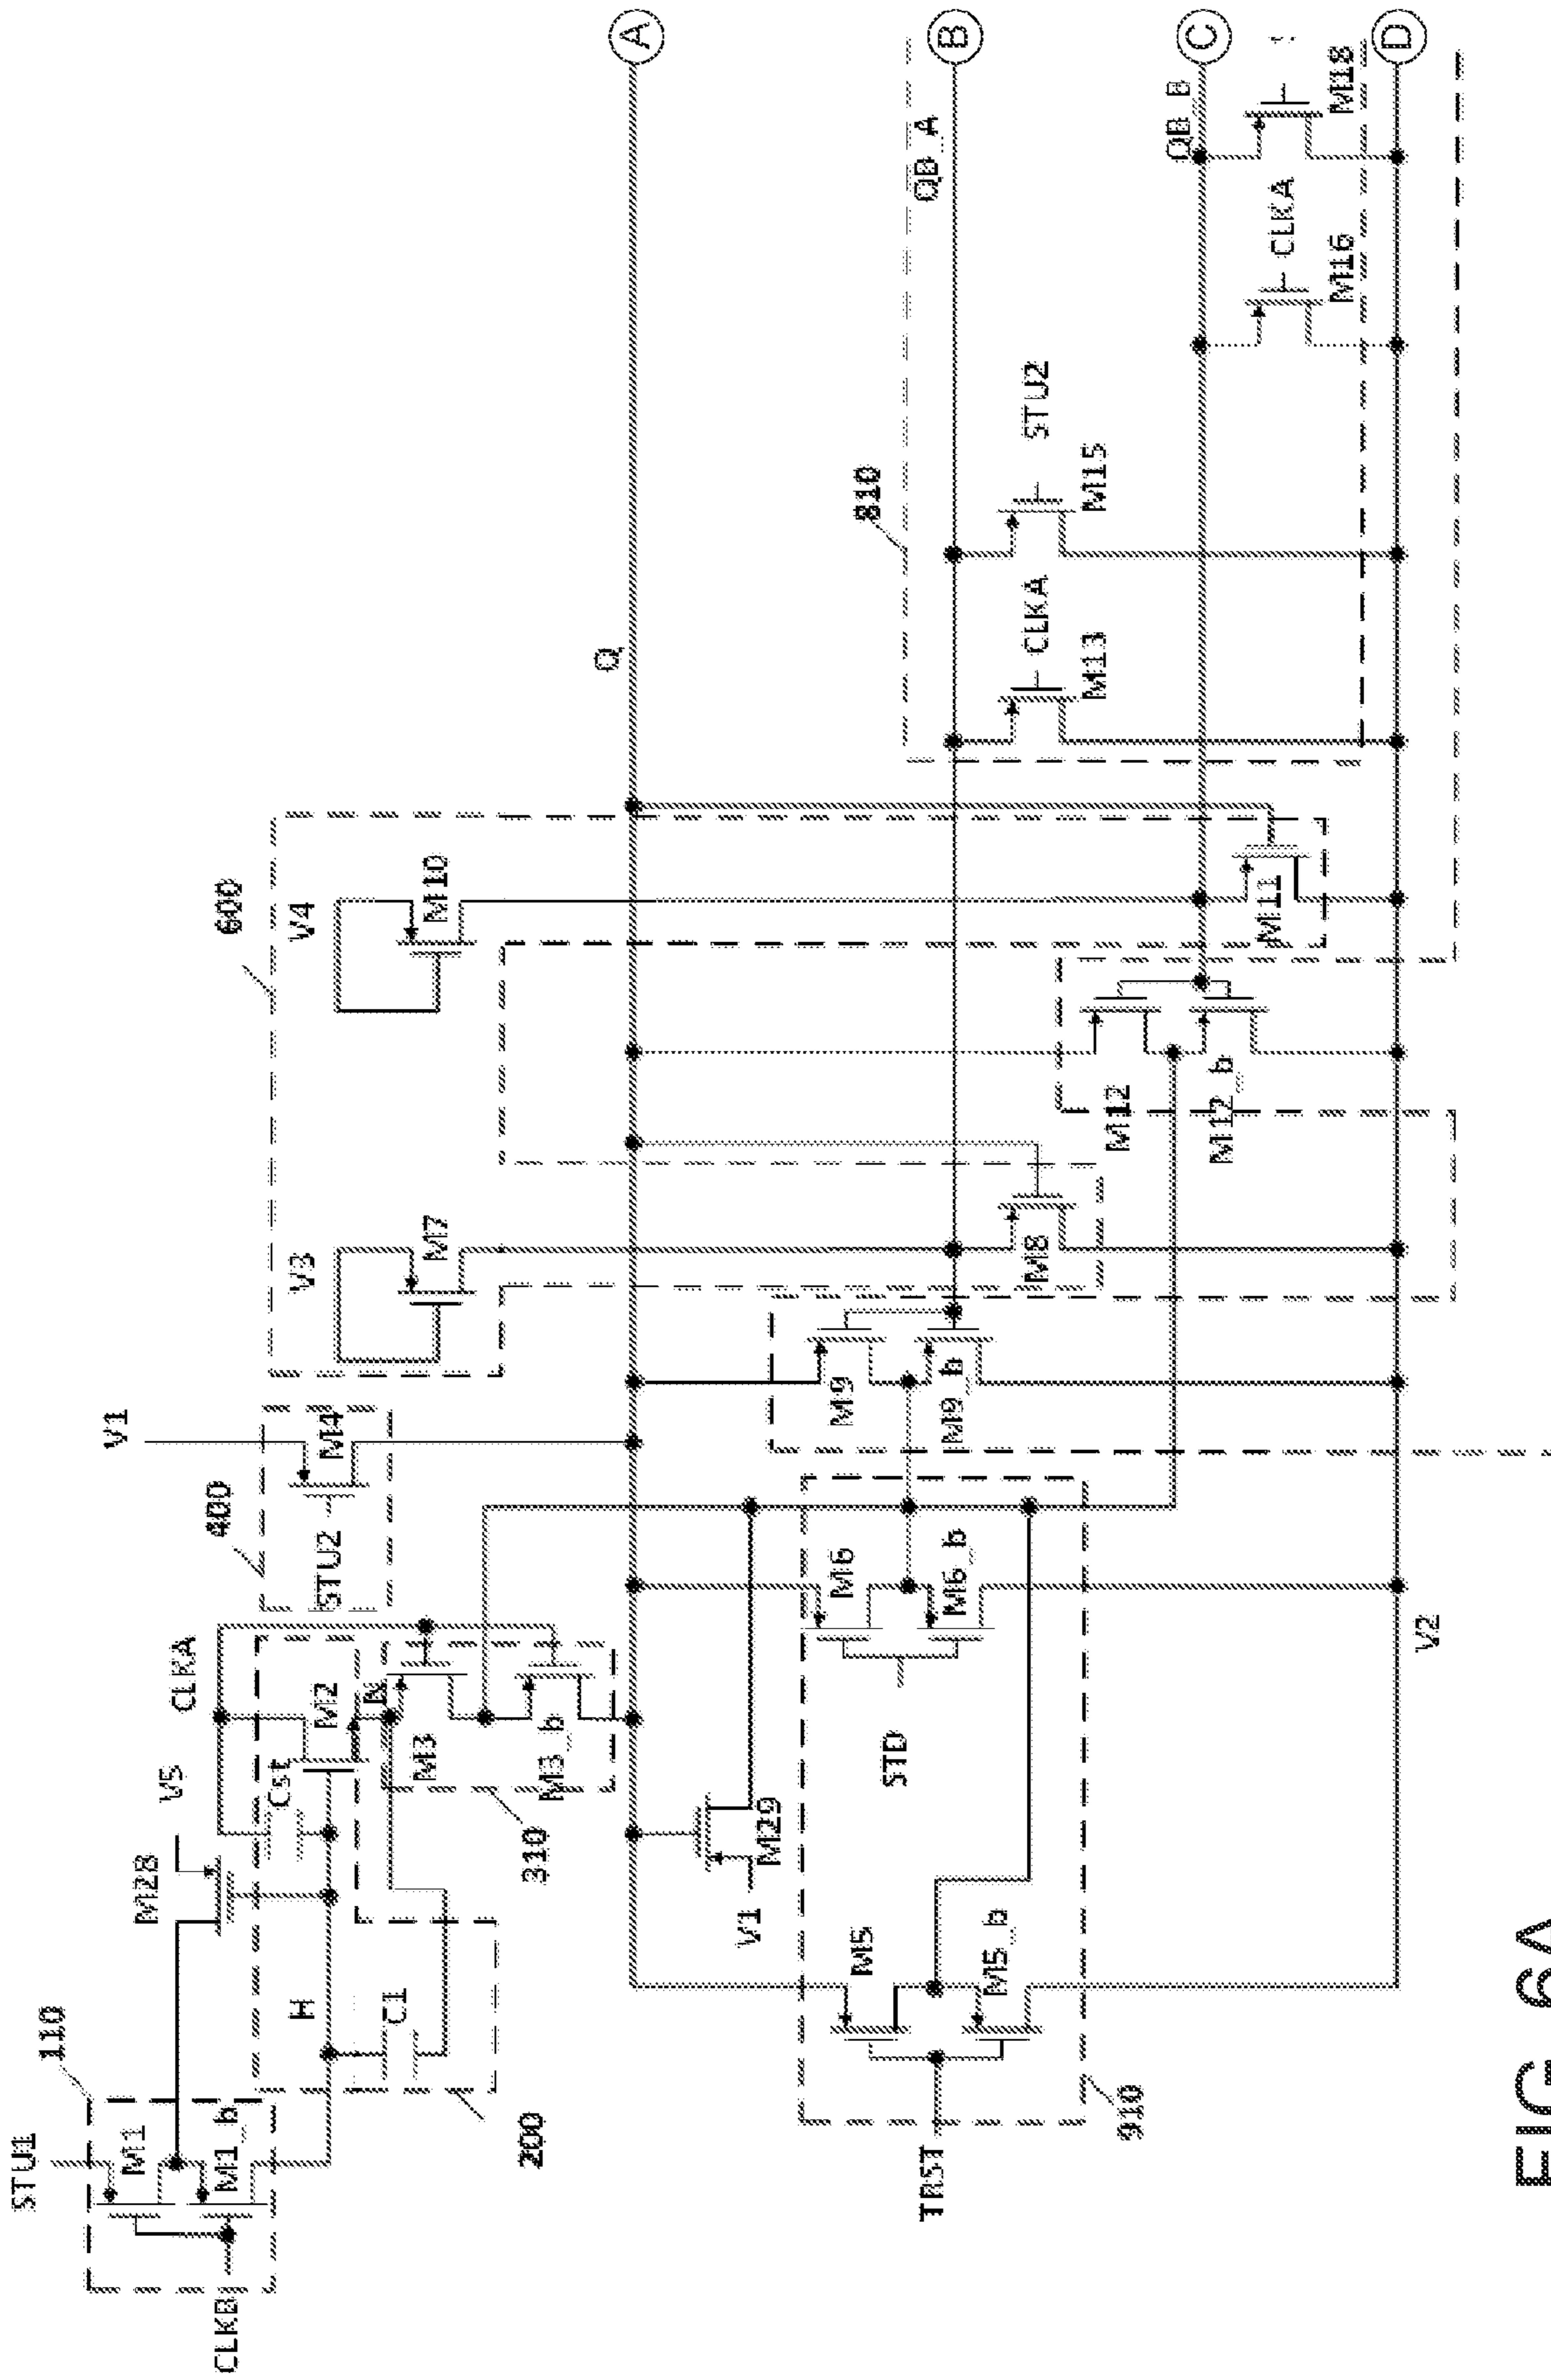 STU1
110
CLKB
M1
M1_b
M28
V5
CLKA
H
Cst
M2
C1
N
200
M3
M3_b
310
400
STU2
M4
V1
600
V3
M7
V4
M10
Q
A
V1
M29
TRST
M5
M5_b
STD
M6
M6_b
910
M9
M9_b
M8
M12
M12_b
M11
810
CLKA
M13
STU2
M15
QB_A
B
QB_B
C
CLKA
M16
M18
D
V2
FIG. 6A